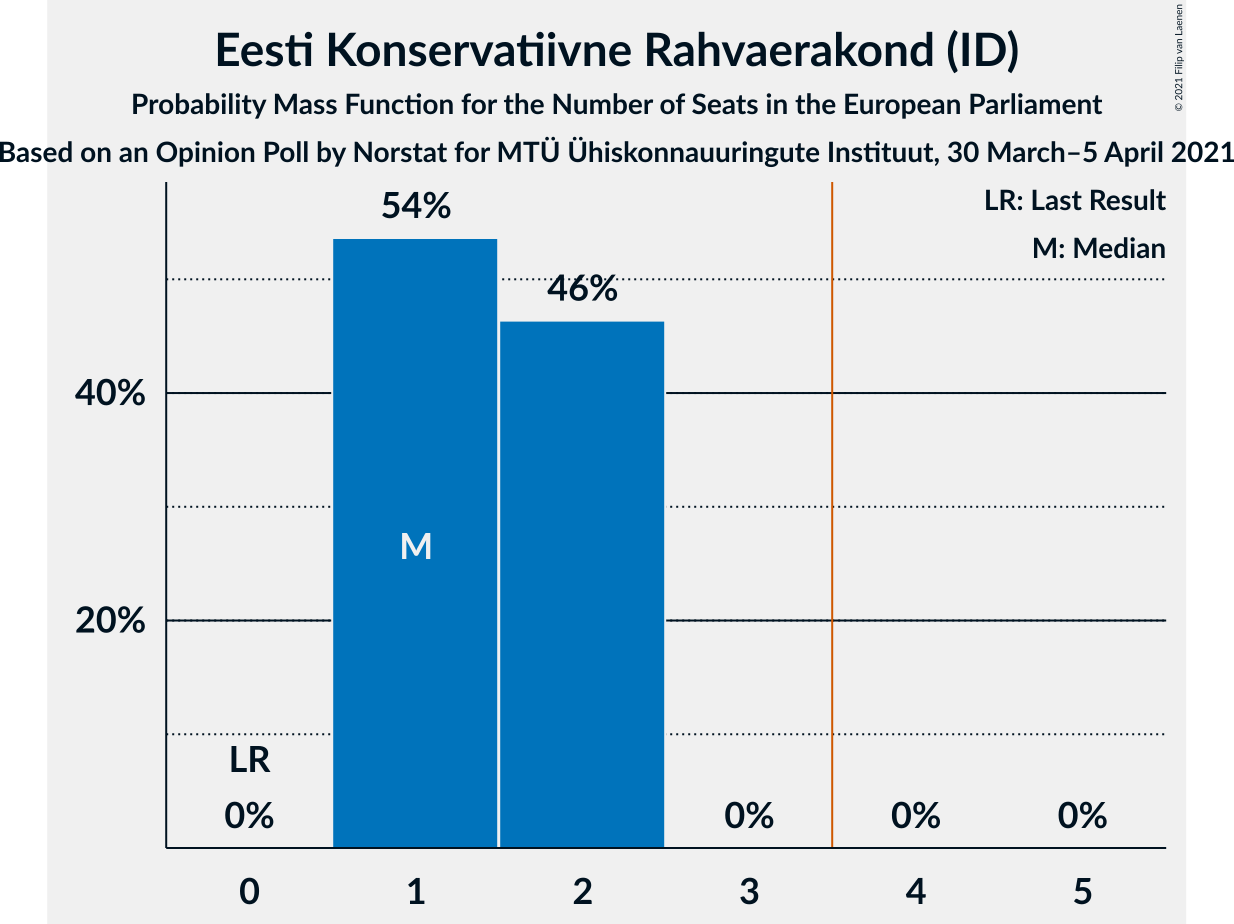 Eesti Konservatiivne Rahvaerakond (ID)
Probability Mass Function for the Number of Seats in the European Parliament
Based on an Opinion Poll by Norstat for MTÜ Ühiskonnauuringute Instituut, 30 March–5 April 2021
© 2021 Filip van Laenen
LR: Last Result
M: Median
54%
46%
40%
M
20%
LR
0%
0%
0%
0%
0
1
2
3
4
5